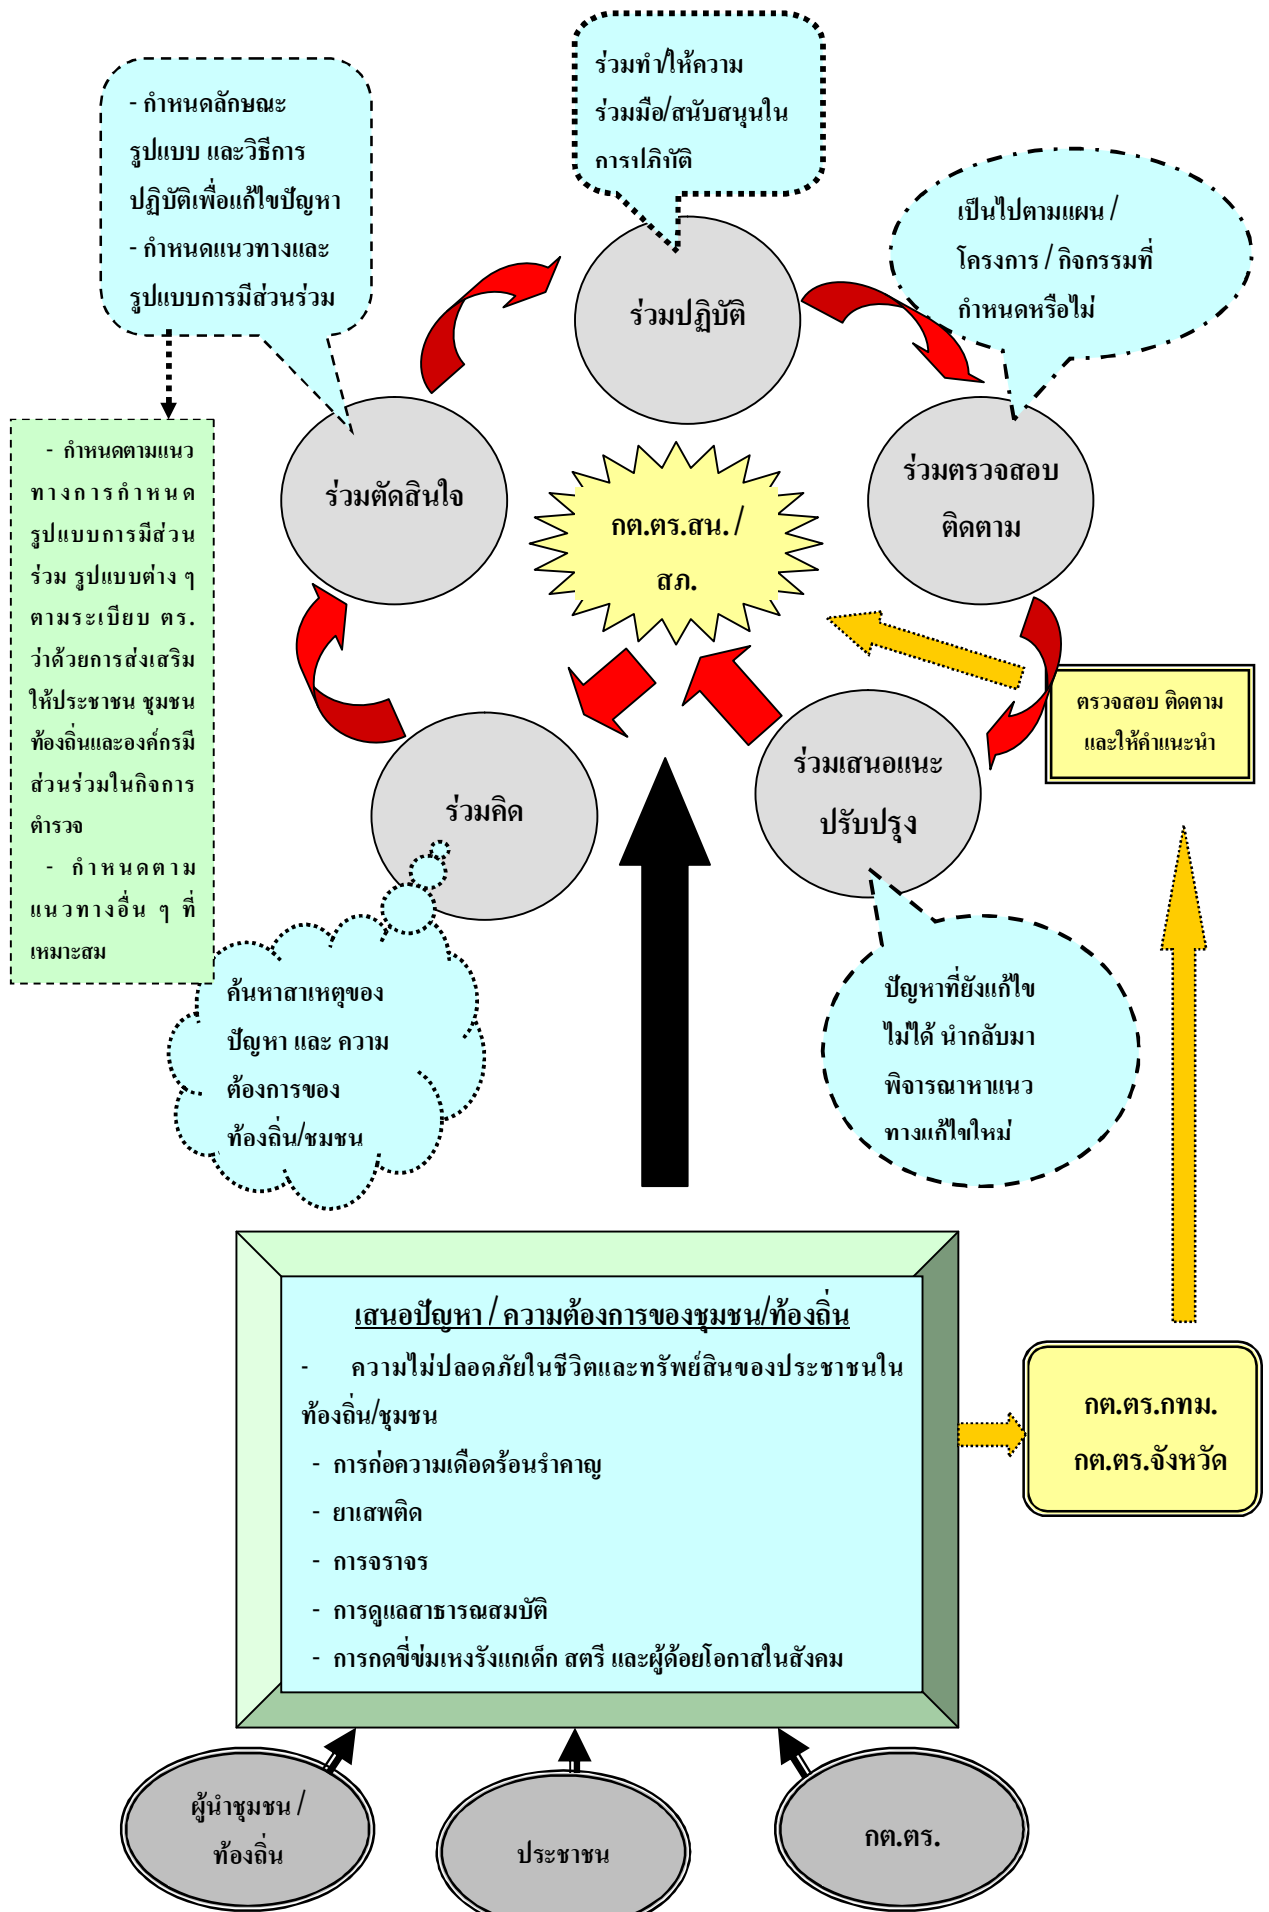 ร่วมทำ/ให้ความ
ร่วมมือ/สนับสนุนใน
การปฏิบัติ
- กำหนดลักษณะ
รูปแบบ และวิธีการ
ปฏิบัติเพื่อแก้ไขปัญหา
- กำหนดแนวทางและ
รูปแบบการมีส่วนร่วม
เป็นไปตามแผน /
โครงการ / กิจกรรมที่
กำหนดหรือไม่
ร่วมปฏิบัติ
ร่วมตัดสินใจ
ร่วมตรวจสอบ
ติดตาม
กต.ตร.สน. /
สภ.
- กำหนดตามแนว
ทางการกำหนด
รูปแบบการมีส่วน
ร่วม รูปแบบต่าง ๆ
ตามระเบียบ ตร.
ว่าด้วยการส่งเสริม
ให้ประชาชน ชุมชน
ท้องถิ่นและองค์กรมี
ส่วนร่วมในกิจการ
ตำรวจ
- กำหนดตาม
แนวทางอื่น ๆ ที่
เหมาะสม
ตรวจสอบ ติดตาม
และให้คำแนะนำ
ร่วมคิด
ร่วมเสนอแนะ
ปรับปรุง
ค้นหาสาเหตุของ
ปัญหา และ ความ
ต้องการของ
ท้องถิ่น/ชมชน
ปัญหาที่ยังแก้ไข
ไม่ได้ นำกลับมา
พิจารณาหาแนว
ทางแก้ไขใหม่
เสนอปัญหา / ความต้องการของชุมชน/ท้องถิ่น
- ความไม่ปลอดภัยในชีวิตและทรัพย์สินของประชาชนใน
ท้องถิ่น/ชุมชน
- การก่อความเดือดร้อนรำคาญ
- ยาเสพติด
- การจราจร
- การดูแลสาธารณสมบัติ
- การกดขี่ข่มเหงรังแกเด็ก สตรี และผู้ด้อยโอกาสในสังคม
กต.ตร.กทม.
กต.ตร.จังหวัด
ผู้นำชุมชน /
ท้องถิ่น
ประชาชน
กต.ตร.